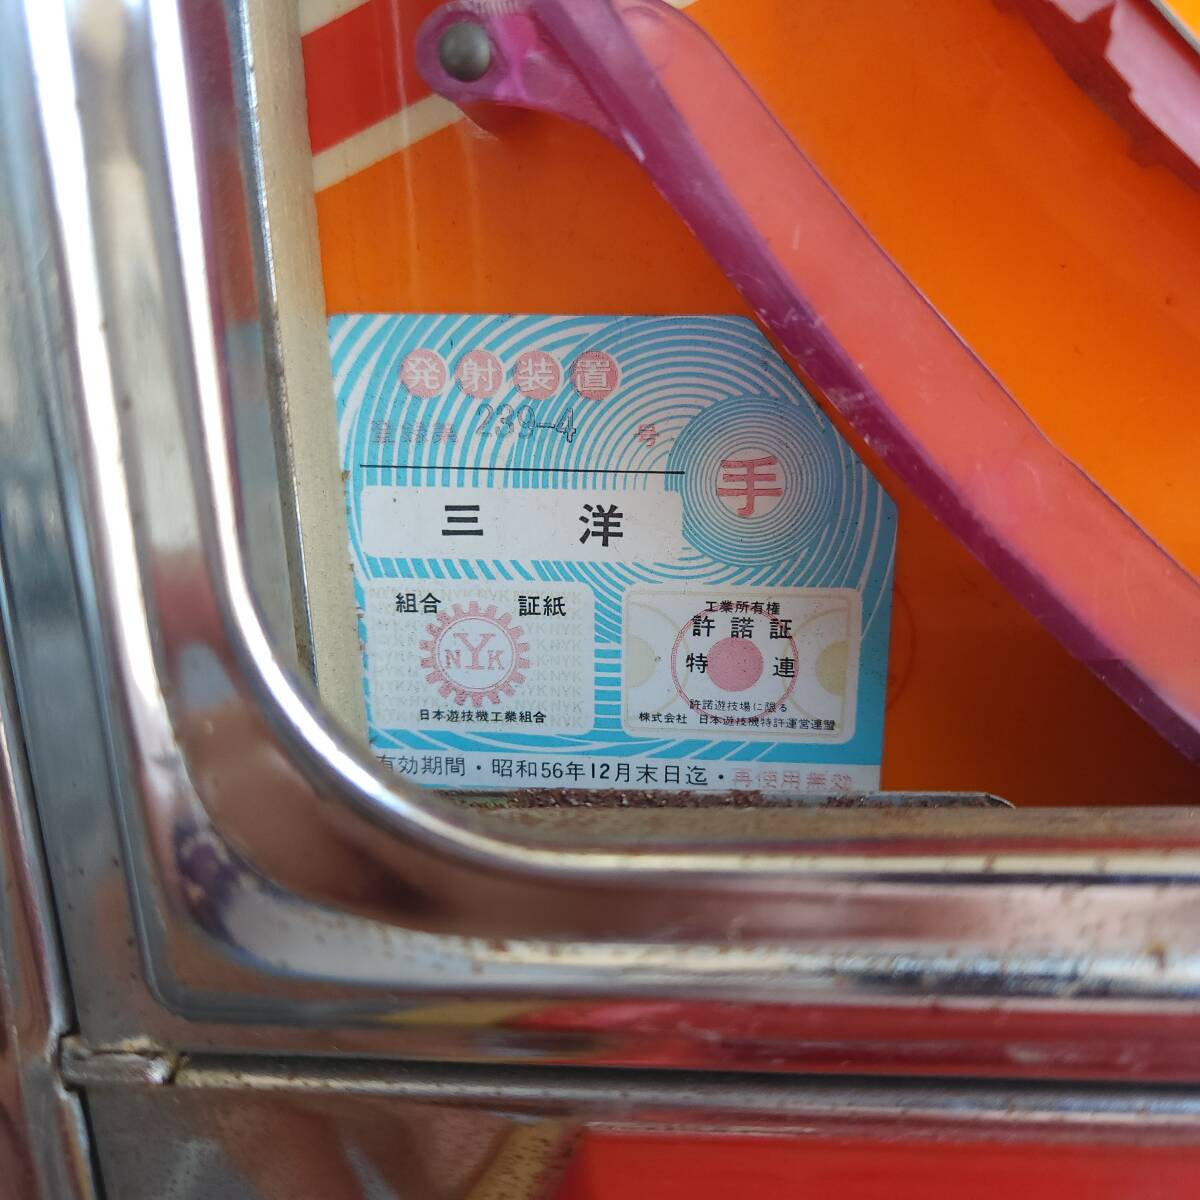 発射装置
登録第 239-4 号
手
三洋
組合 証紙
NYK
日本遊技機工業組合
工業所有権
許諾証
特連
許諾遊技場に限る
株式会社 日本遊技機特許運営連盟
有効期間・昭和56年12月末日迄・再使用無効